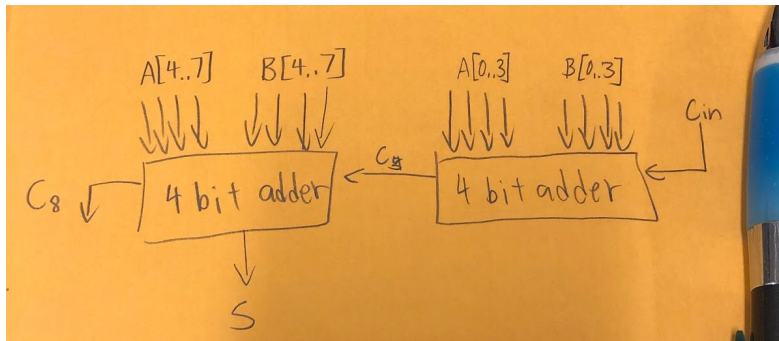 A[4..7] B[4..7] A[0..3] B[0..3]
Cin
C8 4 bit adder 4 bit adder
S